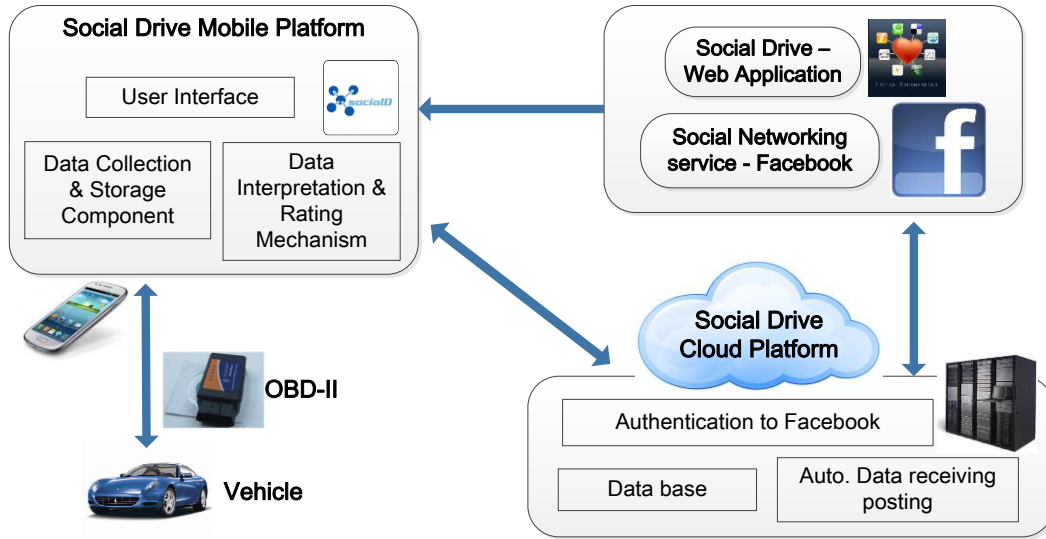 Social Drive Mobile Platform
User Interface
sociaID
Data Collection
& Storage
Component
Data
Interpretation &
Rating
Mechanism
Social Drive –
Web Application
Social Networking
service - Facebook
f
OBD-II
Vehicle
Social Drive
Cloud Platform
Authentication to Facebook
Data base
Auto. Data receiving
posting